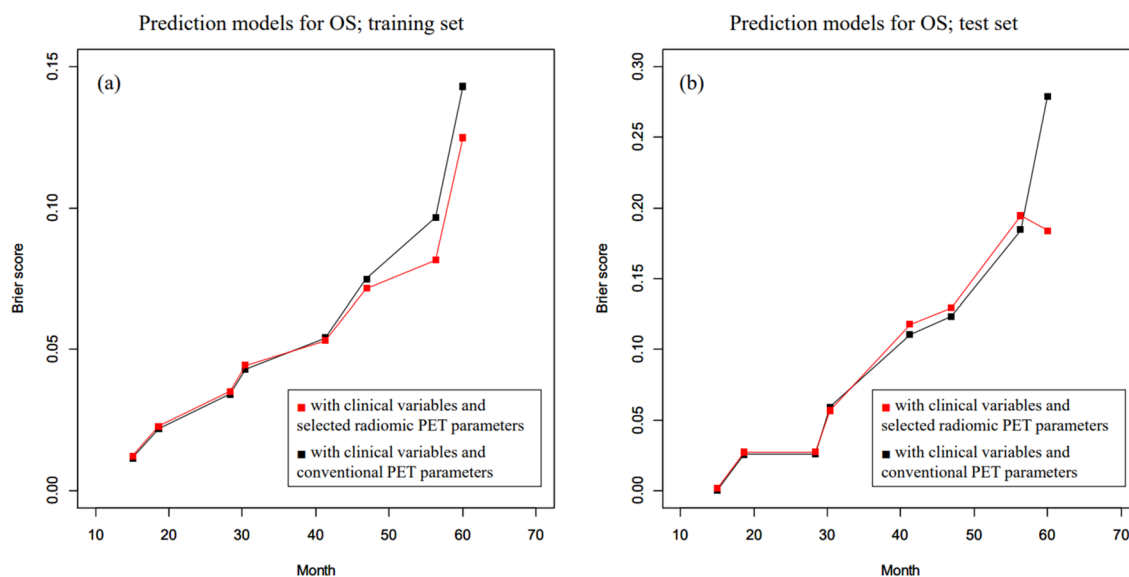 Prediction models for OS; training set
(a)
0.15
0.10
0.05
0.00
Brier score
10 20 30 40 50 60 70
Month
with clinical variables and
selected radiomic PET parameters
with clinical variables and
conventional PET parameters
Prediction models for OS; test set
(b)
0.30
0.25
0.20
0.15
0.10
0.05
0.00
Brier score
10 20 30 40 50 60 70
Month
with clinical variables and
selected radiomic PET parameters
with clinical variables and
conventional PET parameters